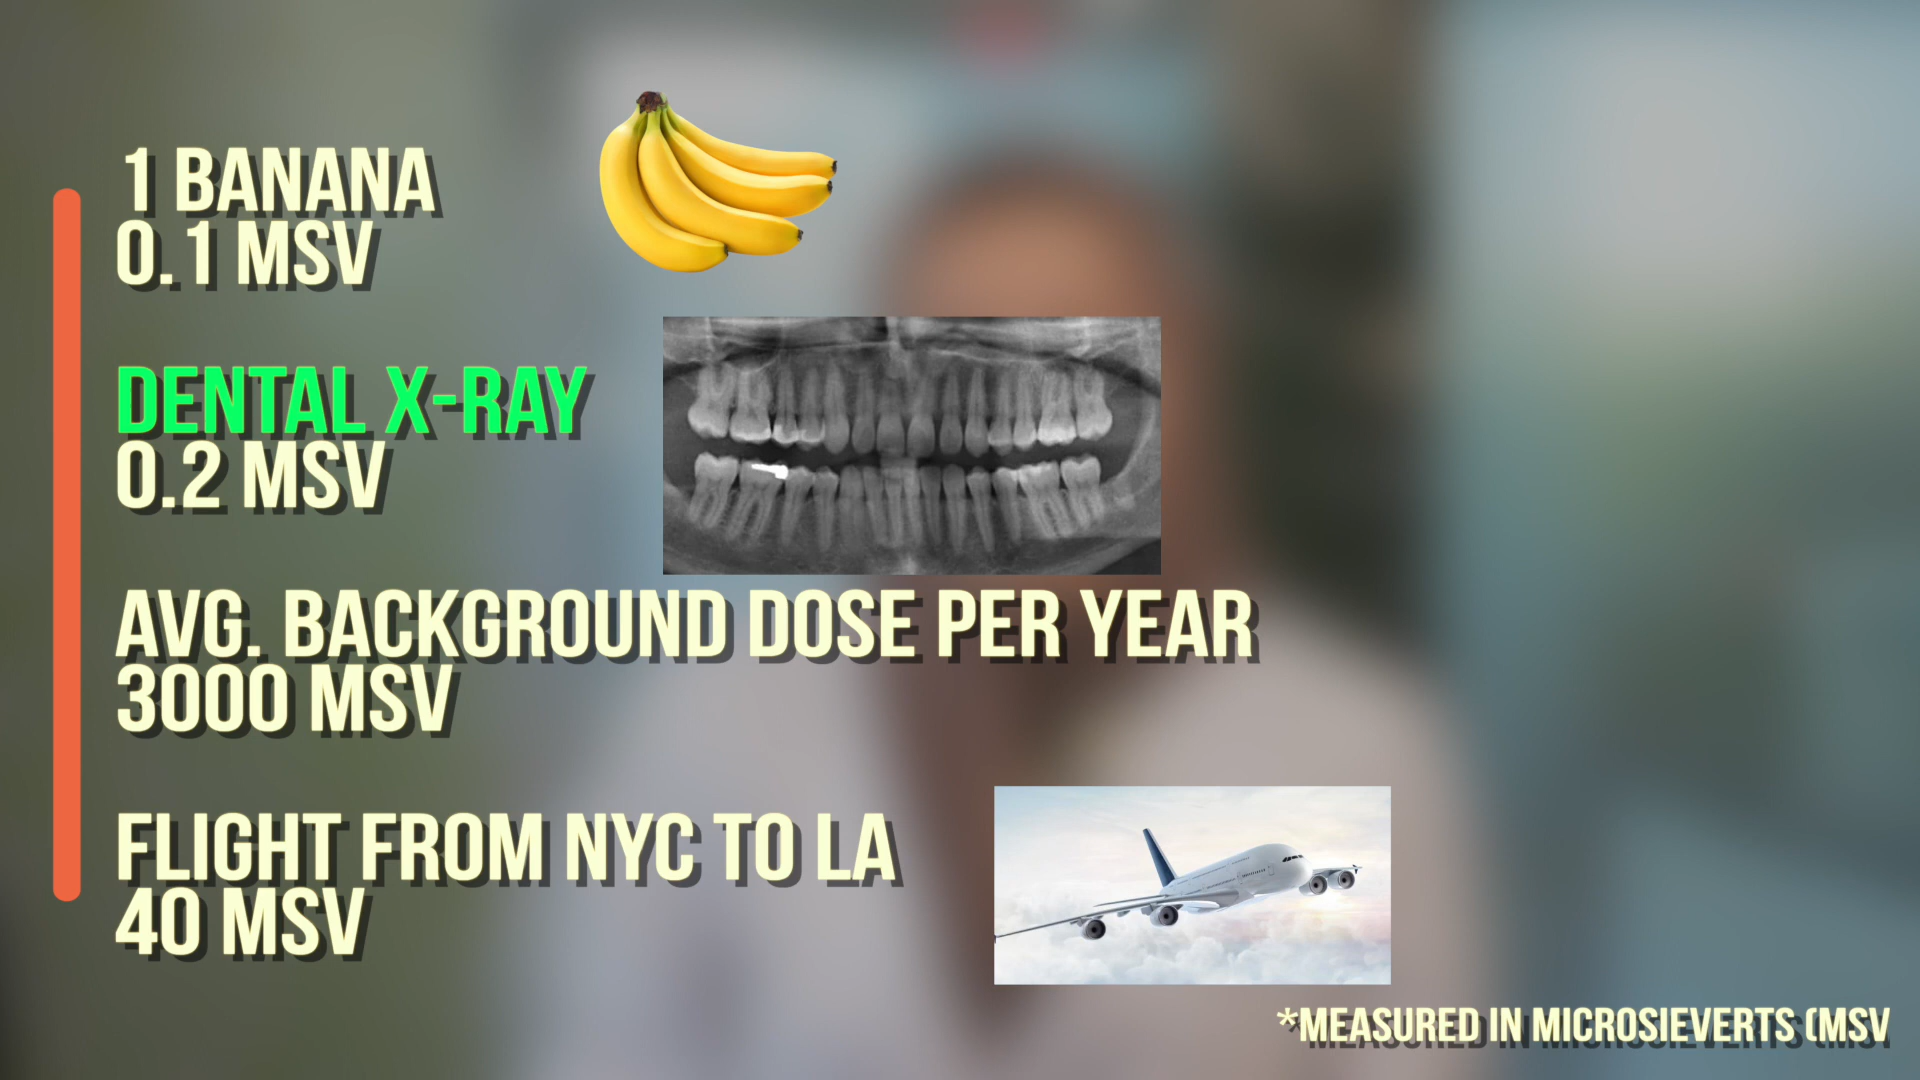 1 BANANA
0.1 MSV
DENTAL X-RAY
0.2 MSV
AVG. BACKGROUND DOSE PER YEAR
3000 MSV
FLIGHT FROM NYC TO LA
40 MSV
*MEASURED IN MICROSIEVERTS (MSV